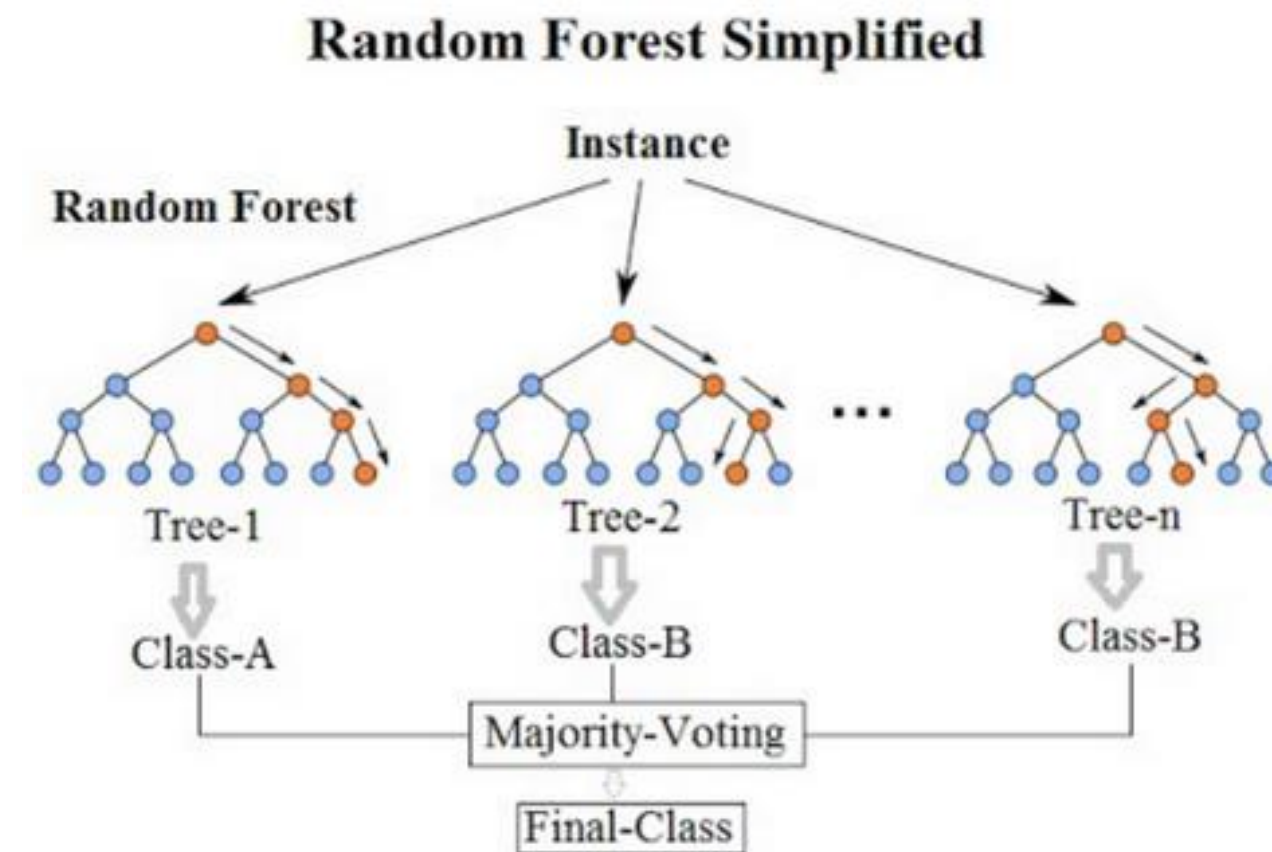 Random Forest Simplified
Instance
Random Forest
...
Tree-1
Tree-2
Tree-n
Class-A
Class-B
Class-B
Majority-Voting
Final-Class